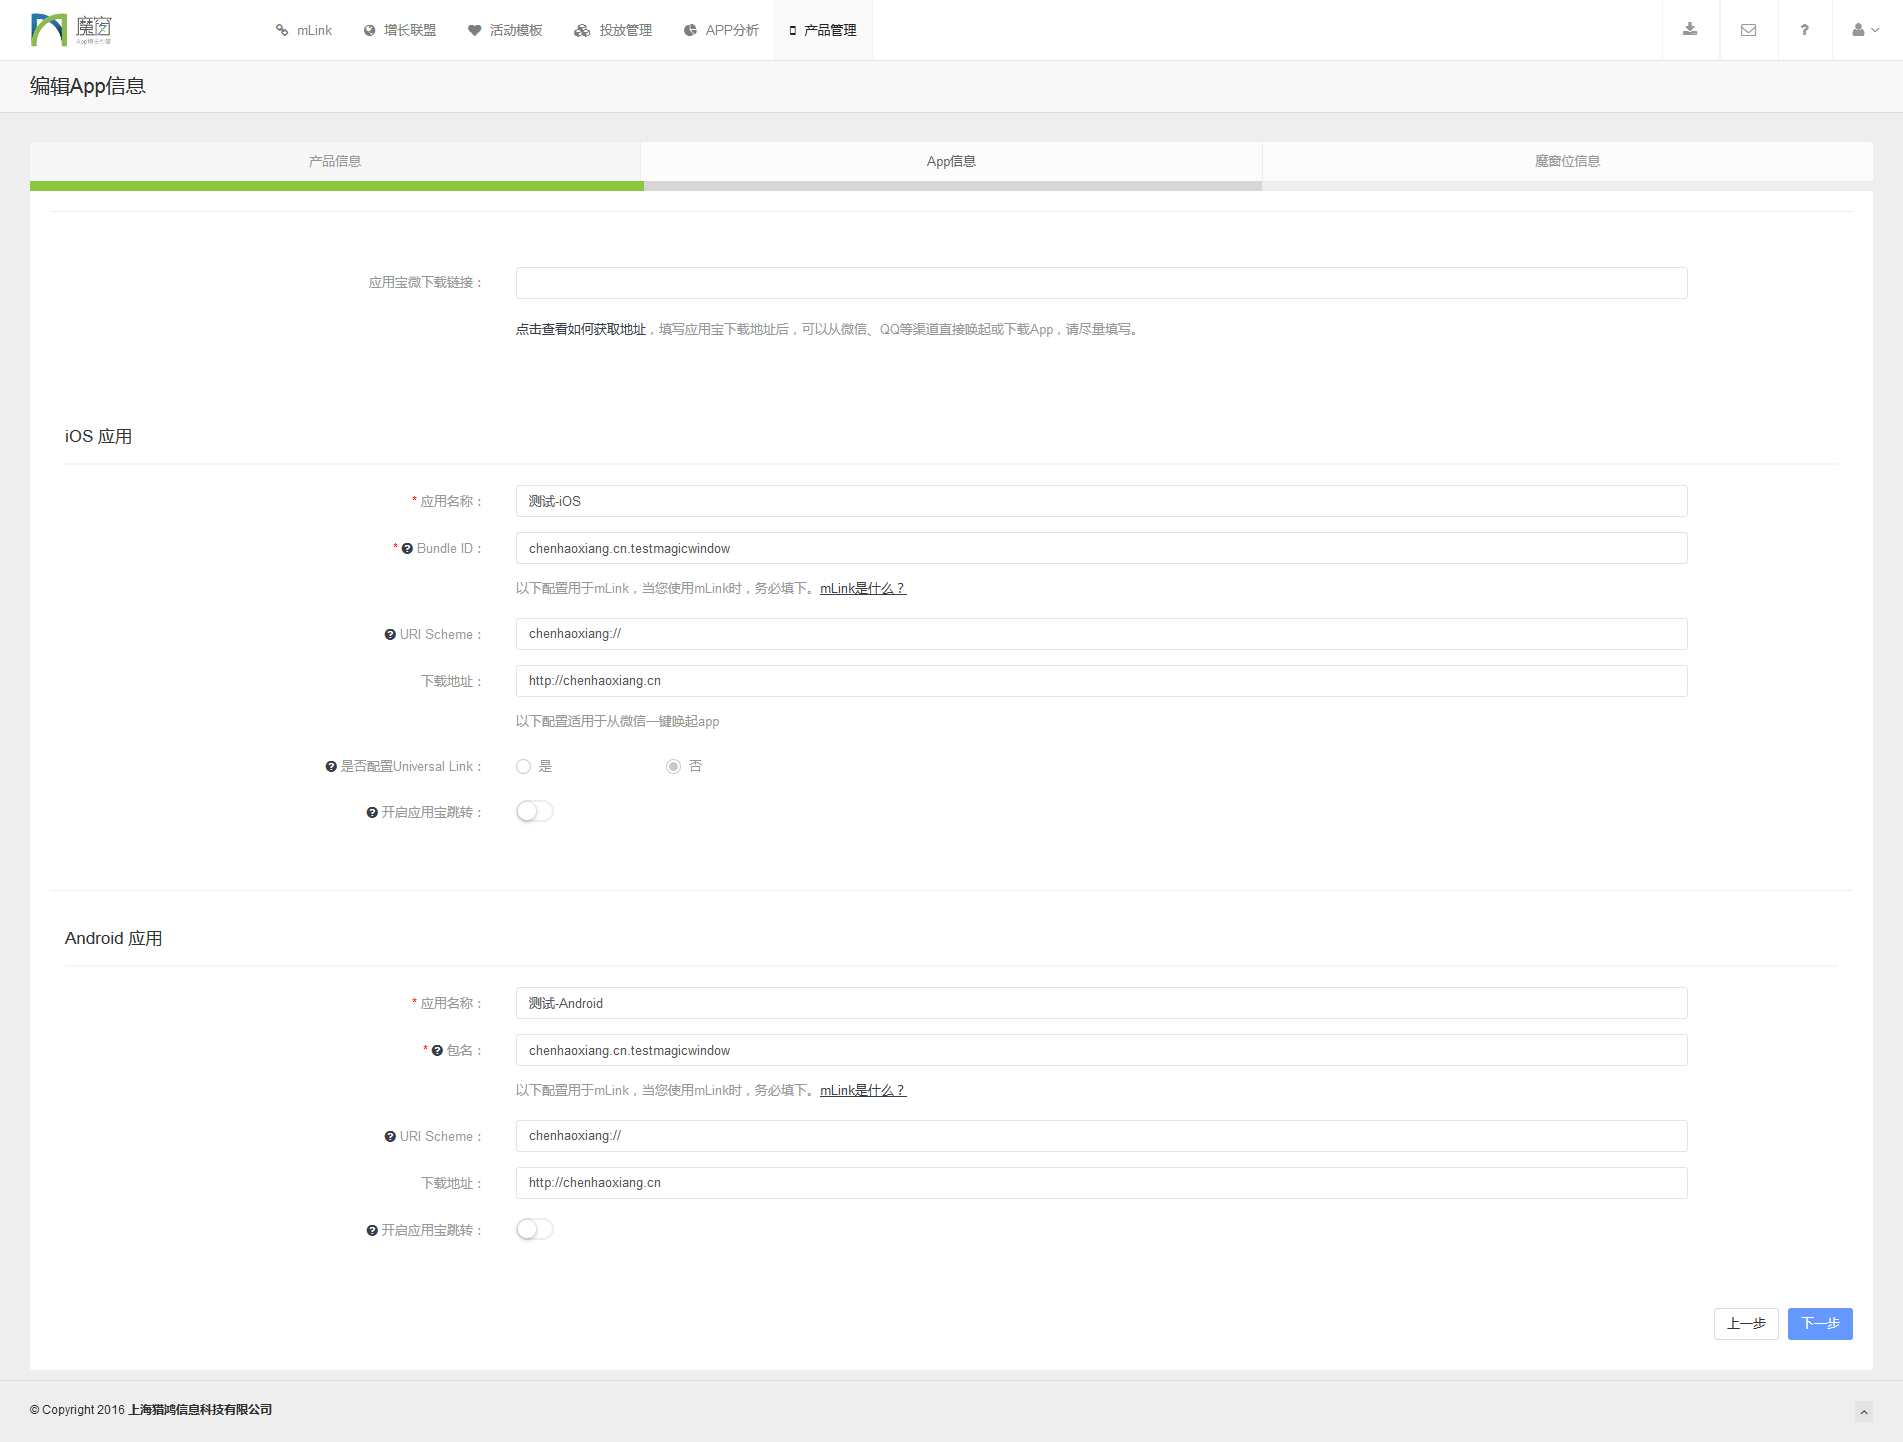 魔窗
App增长引擎
mLink 增长联盟 活动模板 投放管理 APP分析 产品管理
编辑App信息
产品信息 App信息 魔窗位信息
应用宝微下载链接：
点击查看如何获取地址，填写应用宝下载地址后，可以从微信、QQ等渠道直接唤起或下载App，请尽量填写。
iOS 应用
* 应用名称： 测试-iOS
* Bundle ID： chenhaoxiang.cn.testmagicwindow
以下配置用于mLink，当您使用mLink时，务必填下。mLink是什么？
URI Scheme： chenhaoxiang://
下载地址： http://chenhaoxiang.cn
以下配置适用于从微信一键唤起app
是否配置Universal Link： 是 否
开启应用宝跳转：
Android 应用
* 应用名称： 测试-Android
* 包名： chenhaoxiang.cn.testmagicwindow
以下配置用于mLink，当您使用mLink时，务必填下。mLink是什么？
URI Scheme： chenhaoxiang://
下载地址： http://chenhaoxiang.cn
开启应用宝跳转：
上一步 下一步
© Copyright 2016 上海猎鸿信息科技有限公司